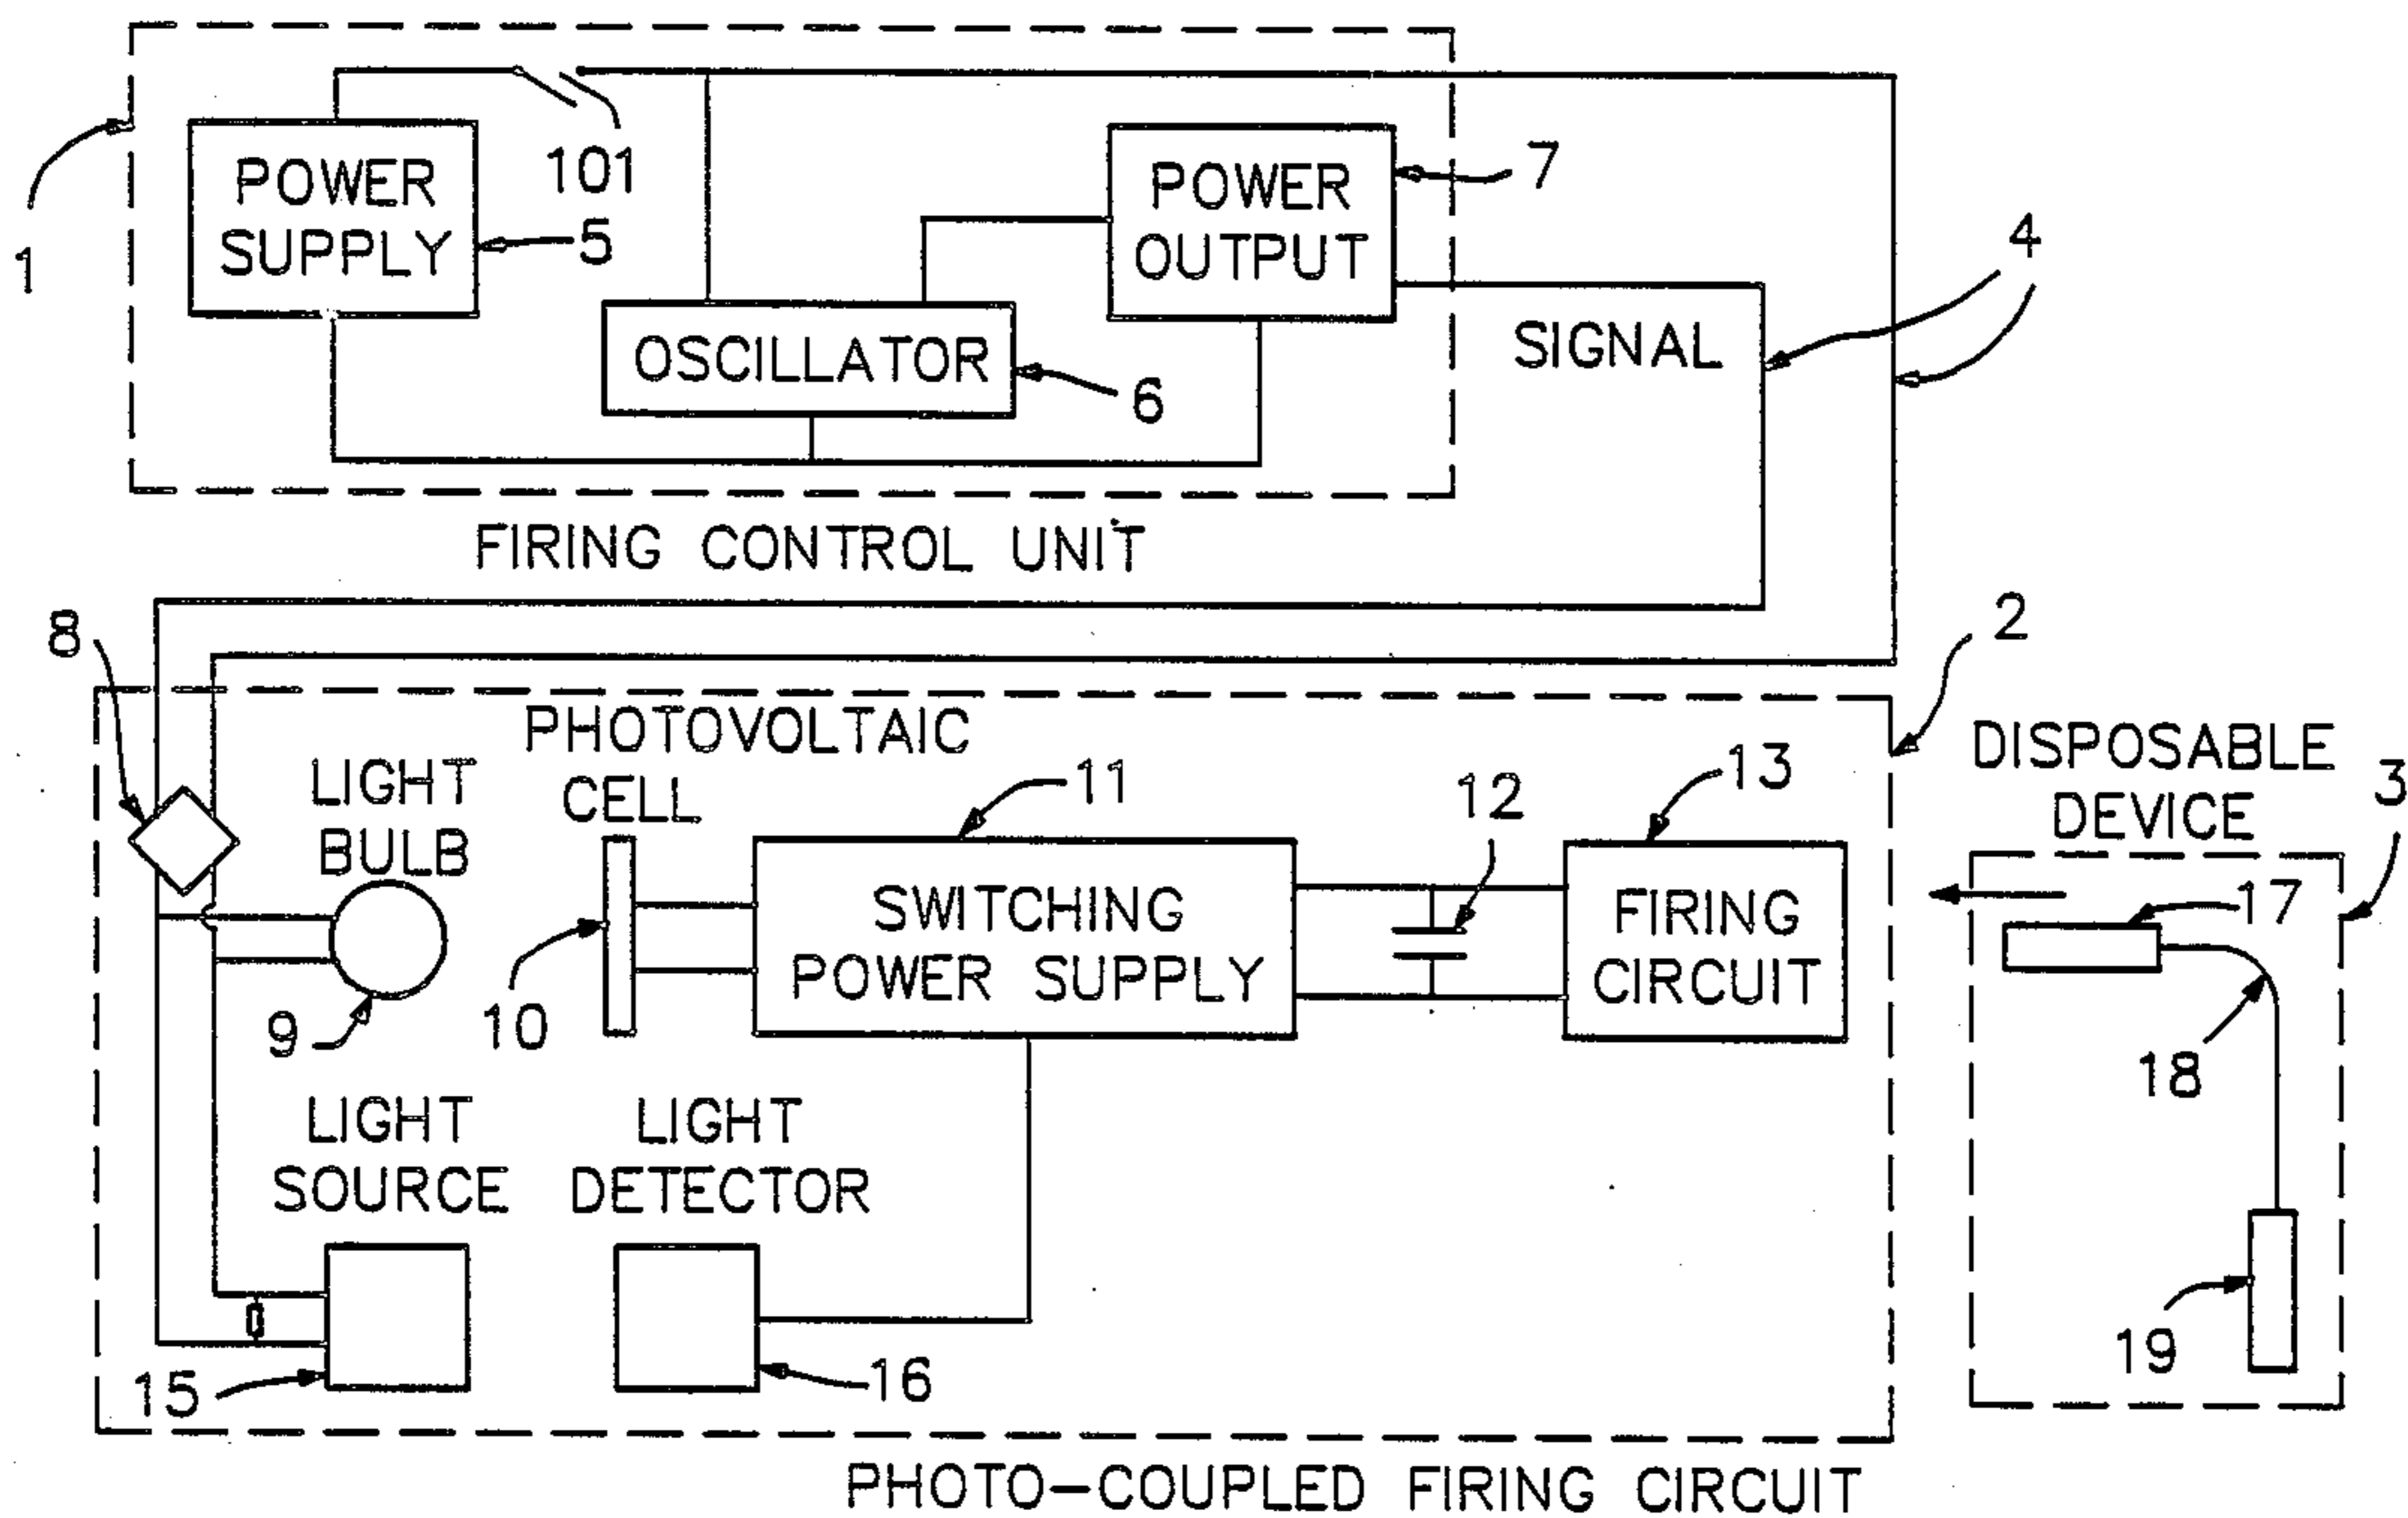 1
POWER
SUPPLY
5
101
OSCILLATOR
6
POWER
OUTPUT
7
SIGNAL
4
FIRING CONTROL UNIT
8
2
PHOTOVOLTAIC
CELL
LIGHT
BULB
9
10
11
SWITCHING
POWER SUPPLY
12
13
FIRING
CIRCUIT
DISPOSABLE
DEVICE
3
17
18
19
LIGHT
SOURCE
15
LIGHT
DETECTOR
16
PHOTO-COUPLED FIRING CIRCUIT